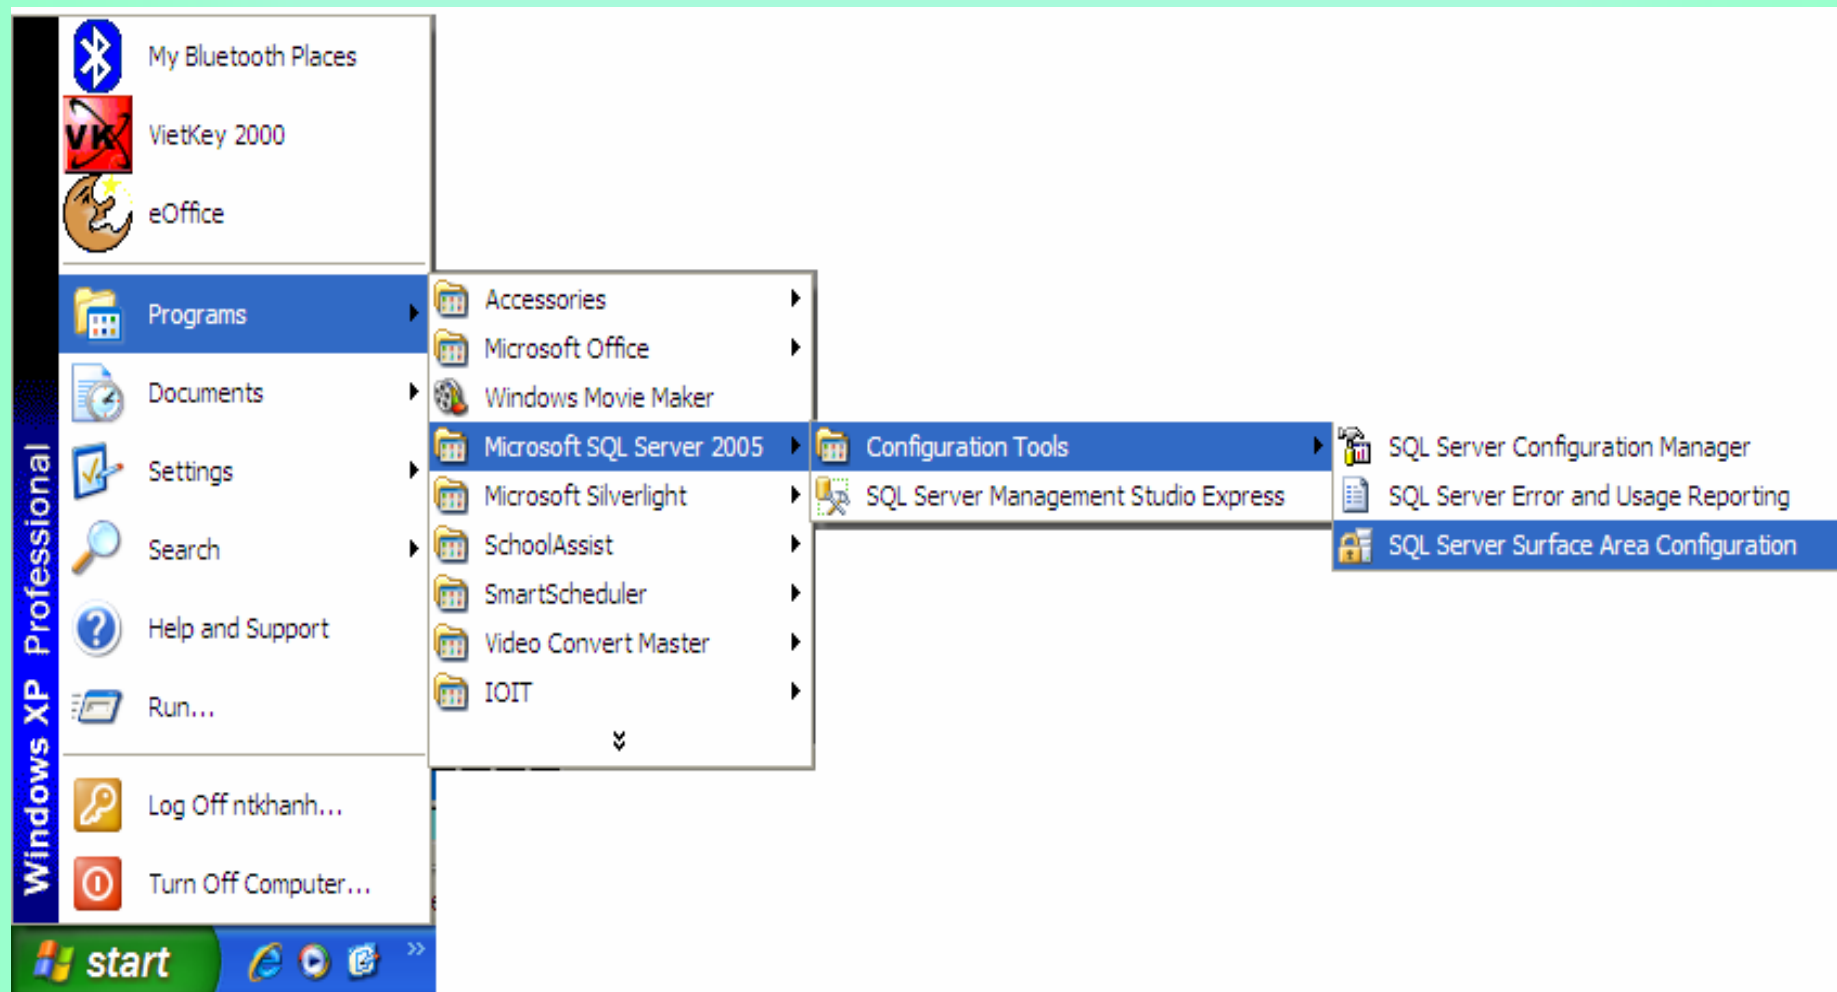 My Bluetooth Places
VK
VietKey 2000
eOffice
Programs
Documents
Settings
Search
Help and Support
Run...
Log Off ntkhanh...
Turn Off Computer...
Windows XP Professional
start
Accessories
Microsoft Office
Windows Movie Maker
Microsoft SQL Server 2005
Microsoft Silverlight
SchoolAssist
SmartScheduler
Video Convert Master
IOIT
Configuration Tools
SQL Server Management Studio Express
SQL Server Configuration Manager
SQL Server Error and Usage Reporting
SQL Server Surface Area Configuration